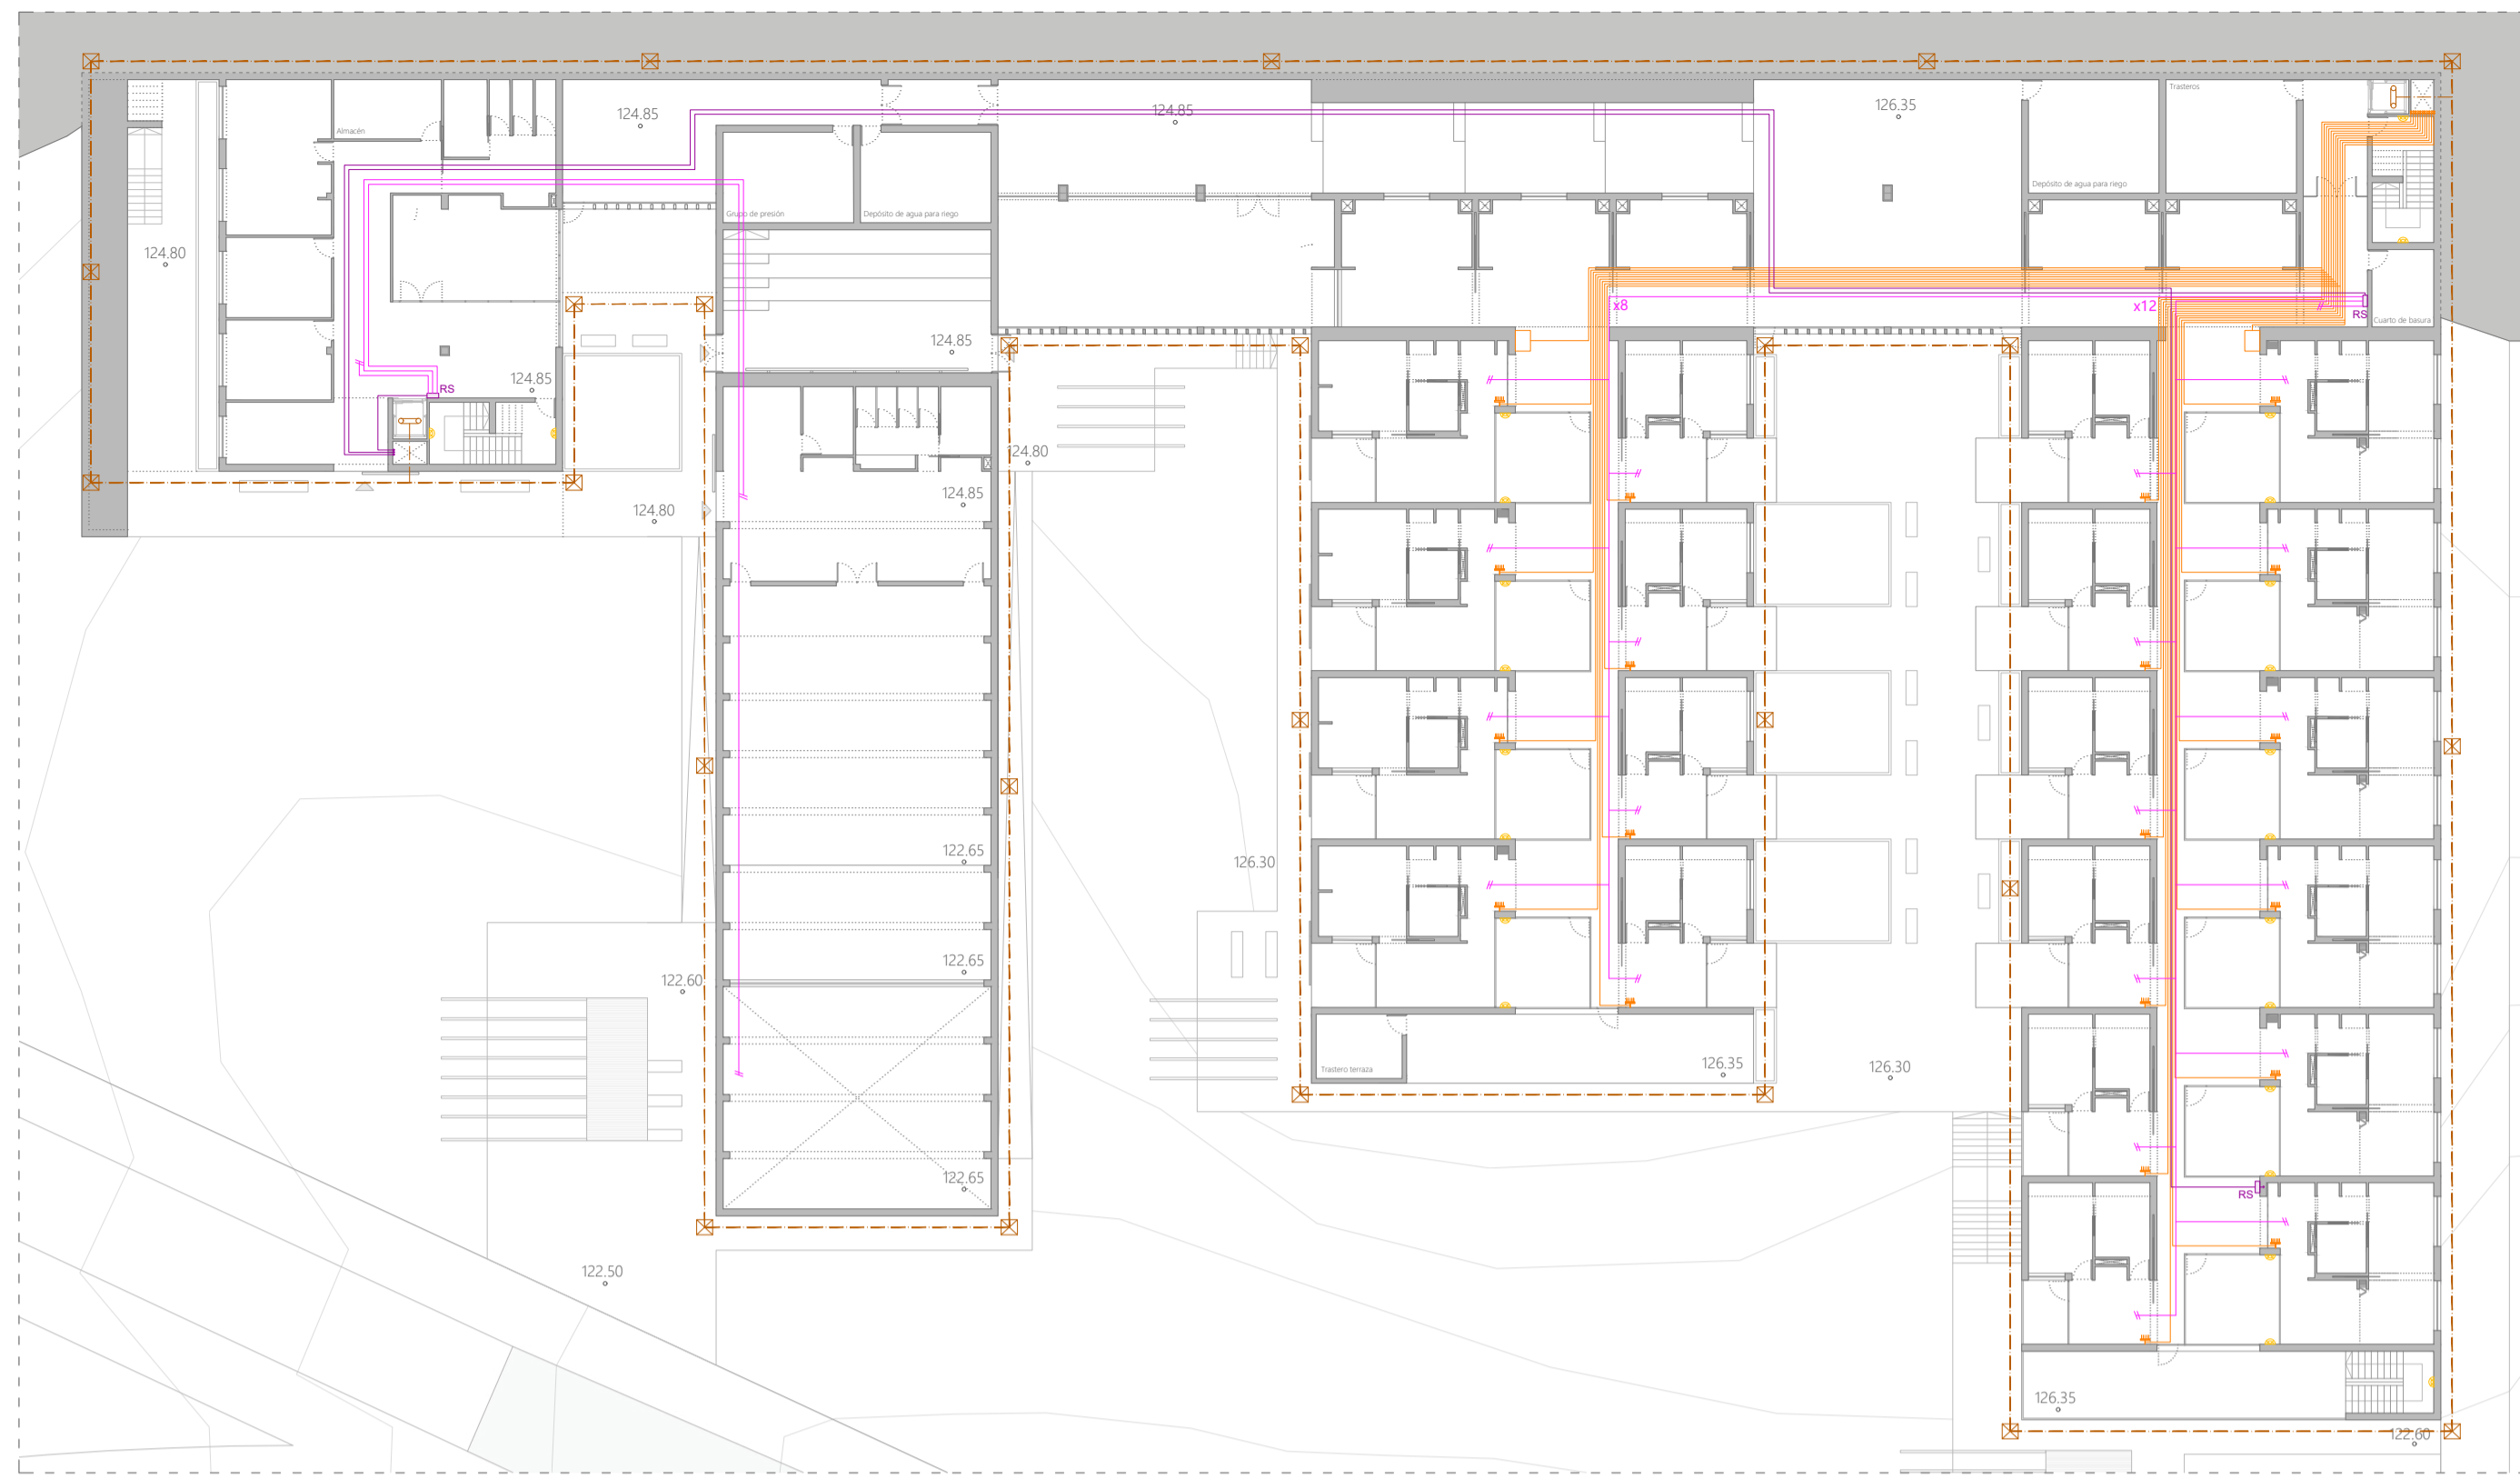 Trasteros
126.35
124.85
124.85
Almacén
Depósito de agua para riego
Grupo de presión
Depósito de agua para riego
124.80
x8
x12
RS
Cuarto de basura
124.85
124.85
RS
124.80
124.85
124.80
122.65
126.30
122.65
122.60
126.35
126.30
Trastero terraza
122.65
RS
122.50
126.35
122.60